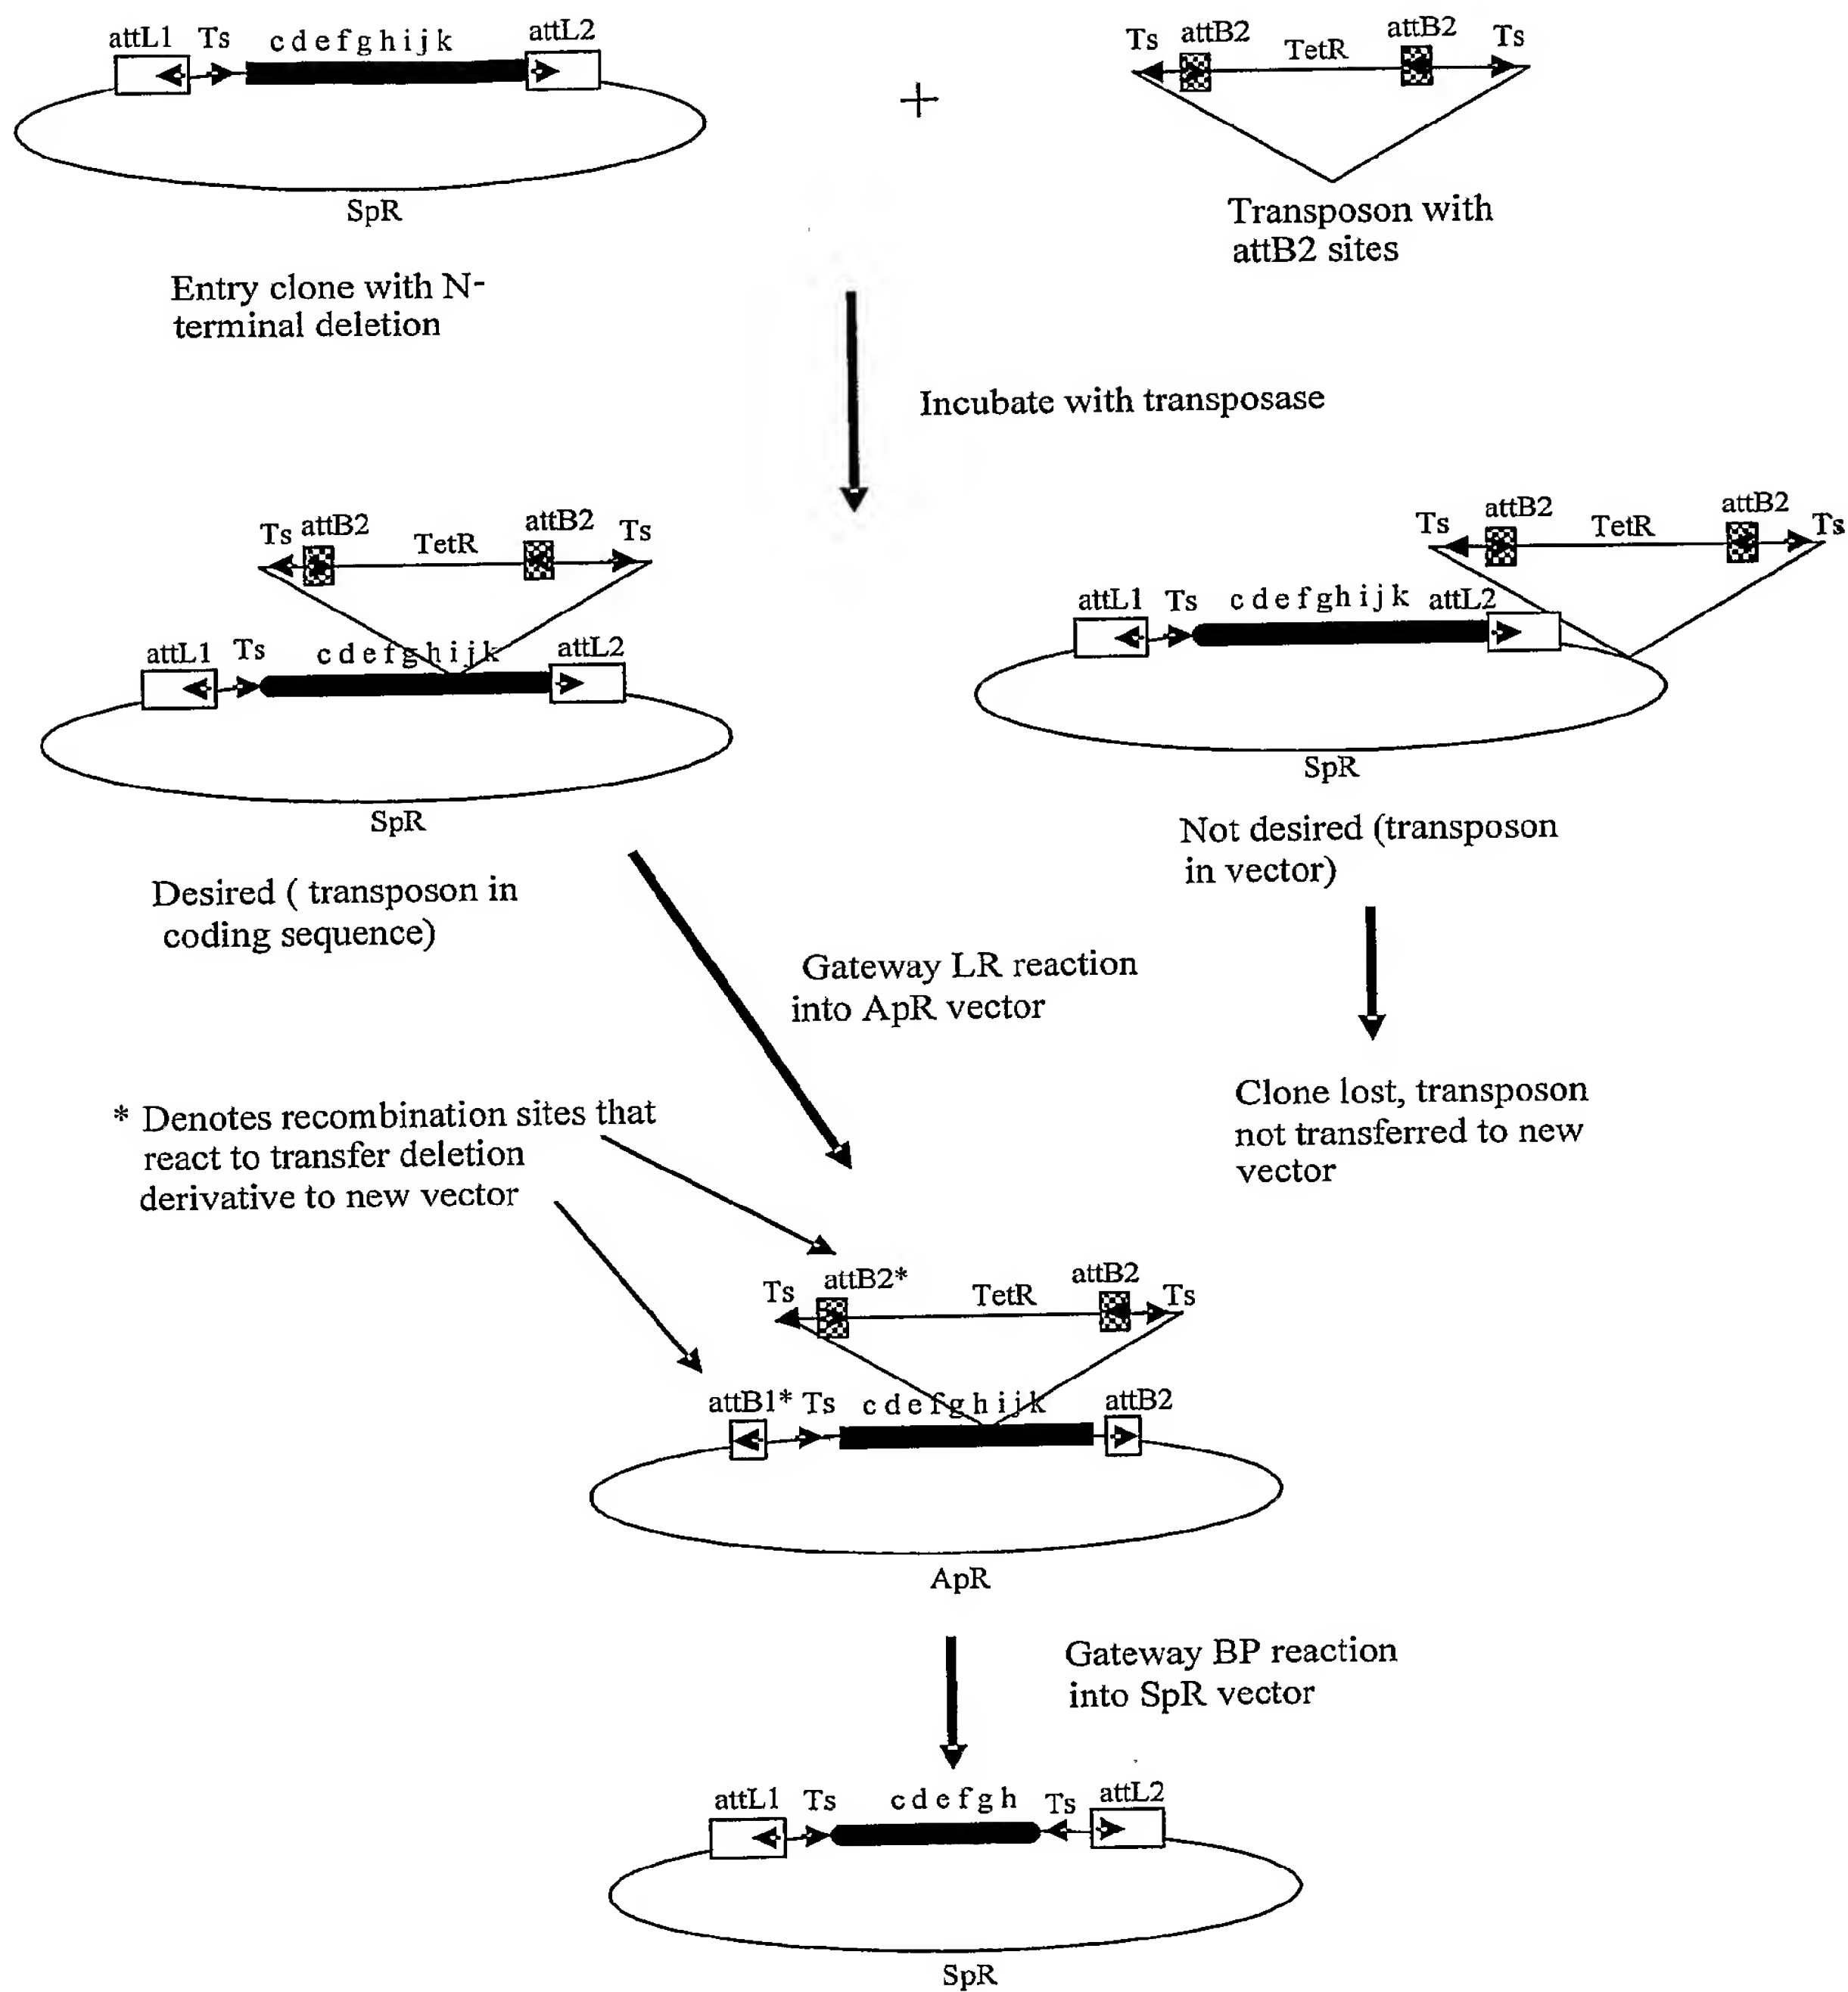 attL1 Ts c d e f g h i j k attL2
SpR
Entry clone with N-
terminal deletion
+
Ts attB2 TetR attB2 Ts
Transposon with
attB2 sites
Incubate with transposase
Ts attB2 TetR attB2 Ts
attL1 Ts c d e f g h i j k attL2
SpR
Desired ( transposon in
coding sequence)
Ts attB2 TetR attB2 Ts
attL1 Ts c d e f g h i j k attL2
SpR
Not desired (transposon
in vector)
Gateway LR reaction
into ApR vector
Clone lost, transposon
not transferred to new
vector
* Denotes recombination sites that
react to transfer deletion
derivative to new vector
Ts attB2* TetR attB2 Ts
attB1* Ts c d e f g h i j k attB2
ApR
Gateway BP reaction
into SpR vector
attL1 Ts c d e f g h Ts attL2
SpR